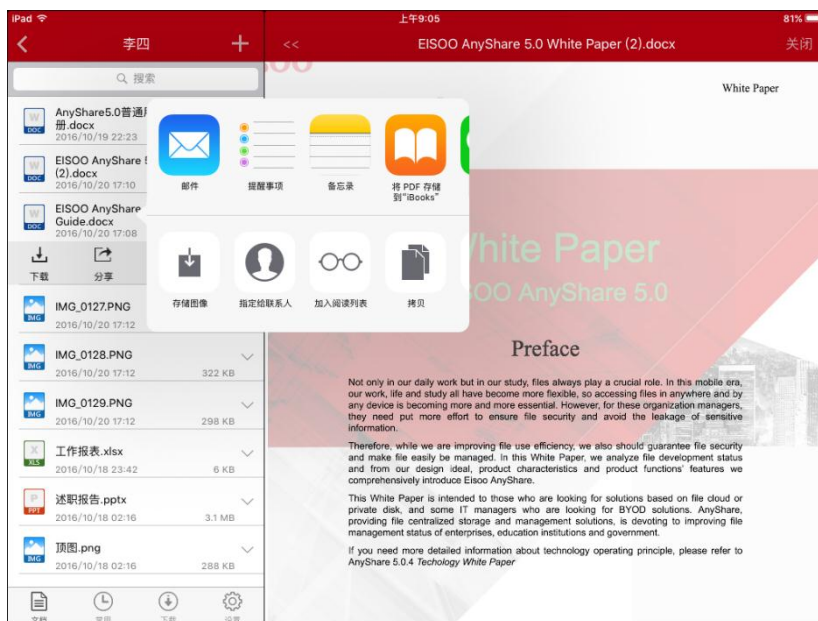 iPad
上午9:05
81%
李四
<<
EISOO AnyShare 5.0 White Paper (2).docx
关闭
搜索
White Paper
AnyShare5.0普通
册.docx
2016/10/19 22:23
EISOO AnyShare
(2).docx
2016/10/20 17:10
EISOO AnyShare
Guide.docx
2016/10/20 17:08
下载
分享
邮件
提醒事项
备忘录
将 PDF 存储
到“iBooks”
存储图像
指定给联系人
加入阅读列表
拷贝
IMG_0127.PNG
2016/10/20 17:12
IMG_0128.PNG
2016/10/20 17:12
322 KB
IMG_0129.PNG
2016/10/20 17:12
298 KB
工作报表.xlsx
2016/10/18 23:42
6 KB
述职报告.pptx
2016/10/18 02:16
3.1 MB
顶图.png
2016/10/18 02:16
288 KB
White Paper
OO AnyShare 5.0
Preface
Not only in our daily work but in our study, files always play a crucial role. In this mobile era,
our work, life and study all have become more flexible, so accessing files in anywhere and by
any device is becoming more and more essential. However, for these organization managers,
they need put more effort to ensure file security and avoid the leakage of sensitive
information.
Therefore, while we are improving file use efficiency, we also should guarantee file security
and make file easily be managed. In this White Paper, we analyze file development status
and from our design ideal, product characteristics and product functions' features we
comprehensively introduce Eisoo AnyShare.
This White Paper is intended to those who are looking for solutions based on file cloud or
private disk, and some IT managers who are looking for BYOD solutions. AnyShare,
providing file centralized storage and management solutions, is devoting to improving file
management status of enterprises, education institutions and government.
If you need more detailed information about technology operating principle, please refer to
AnyShare 5.0.4 Techology White Paper